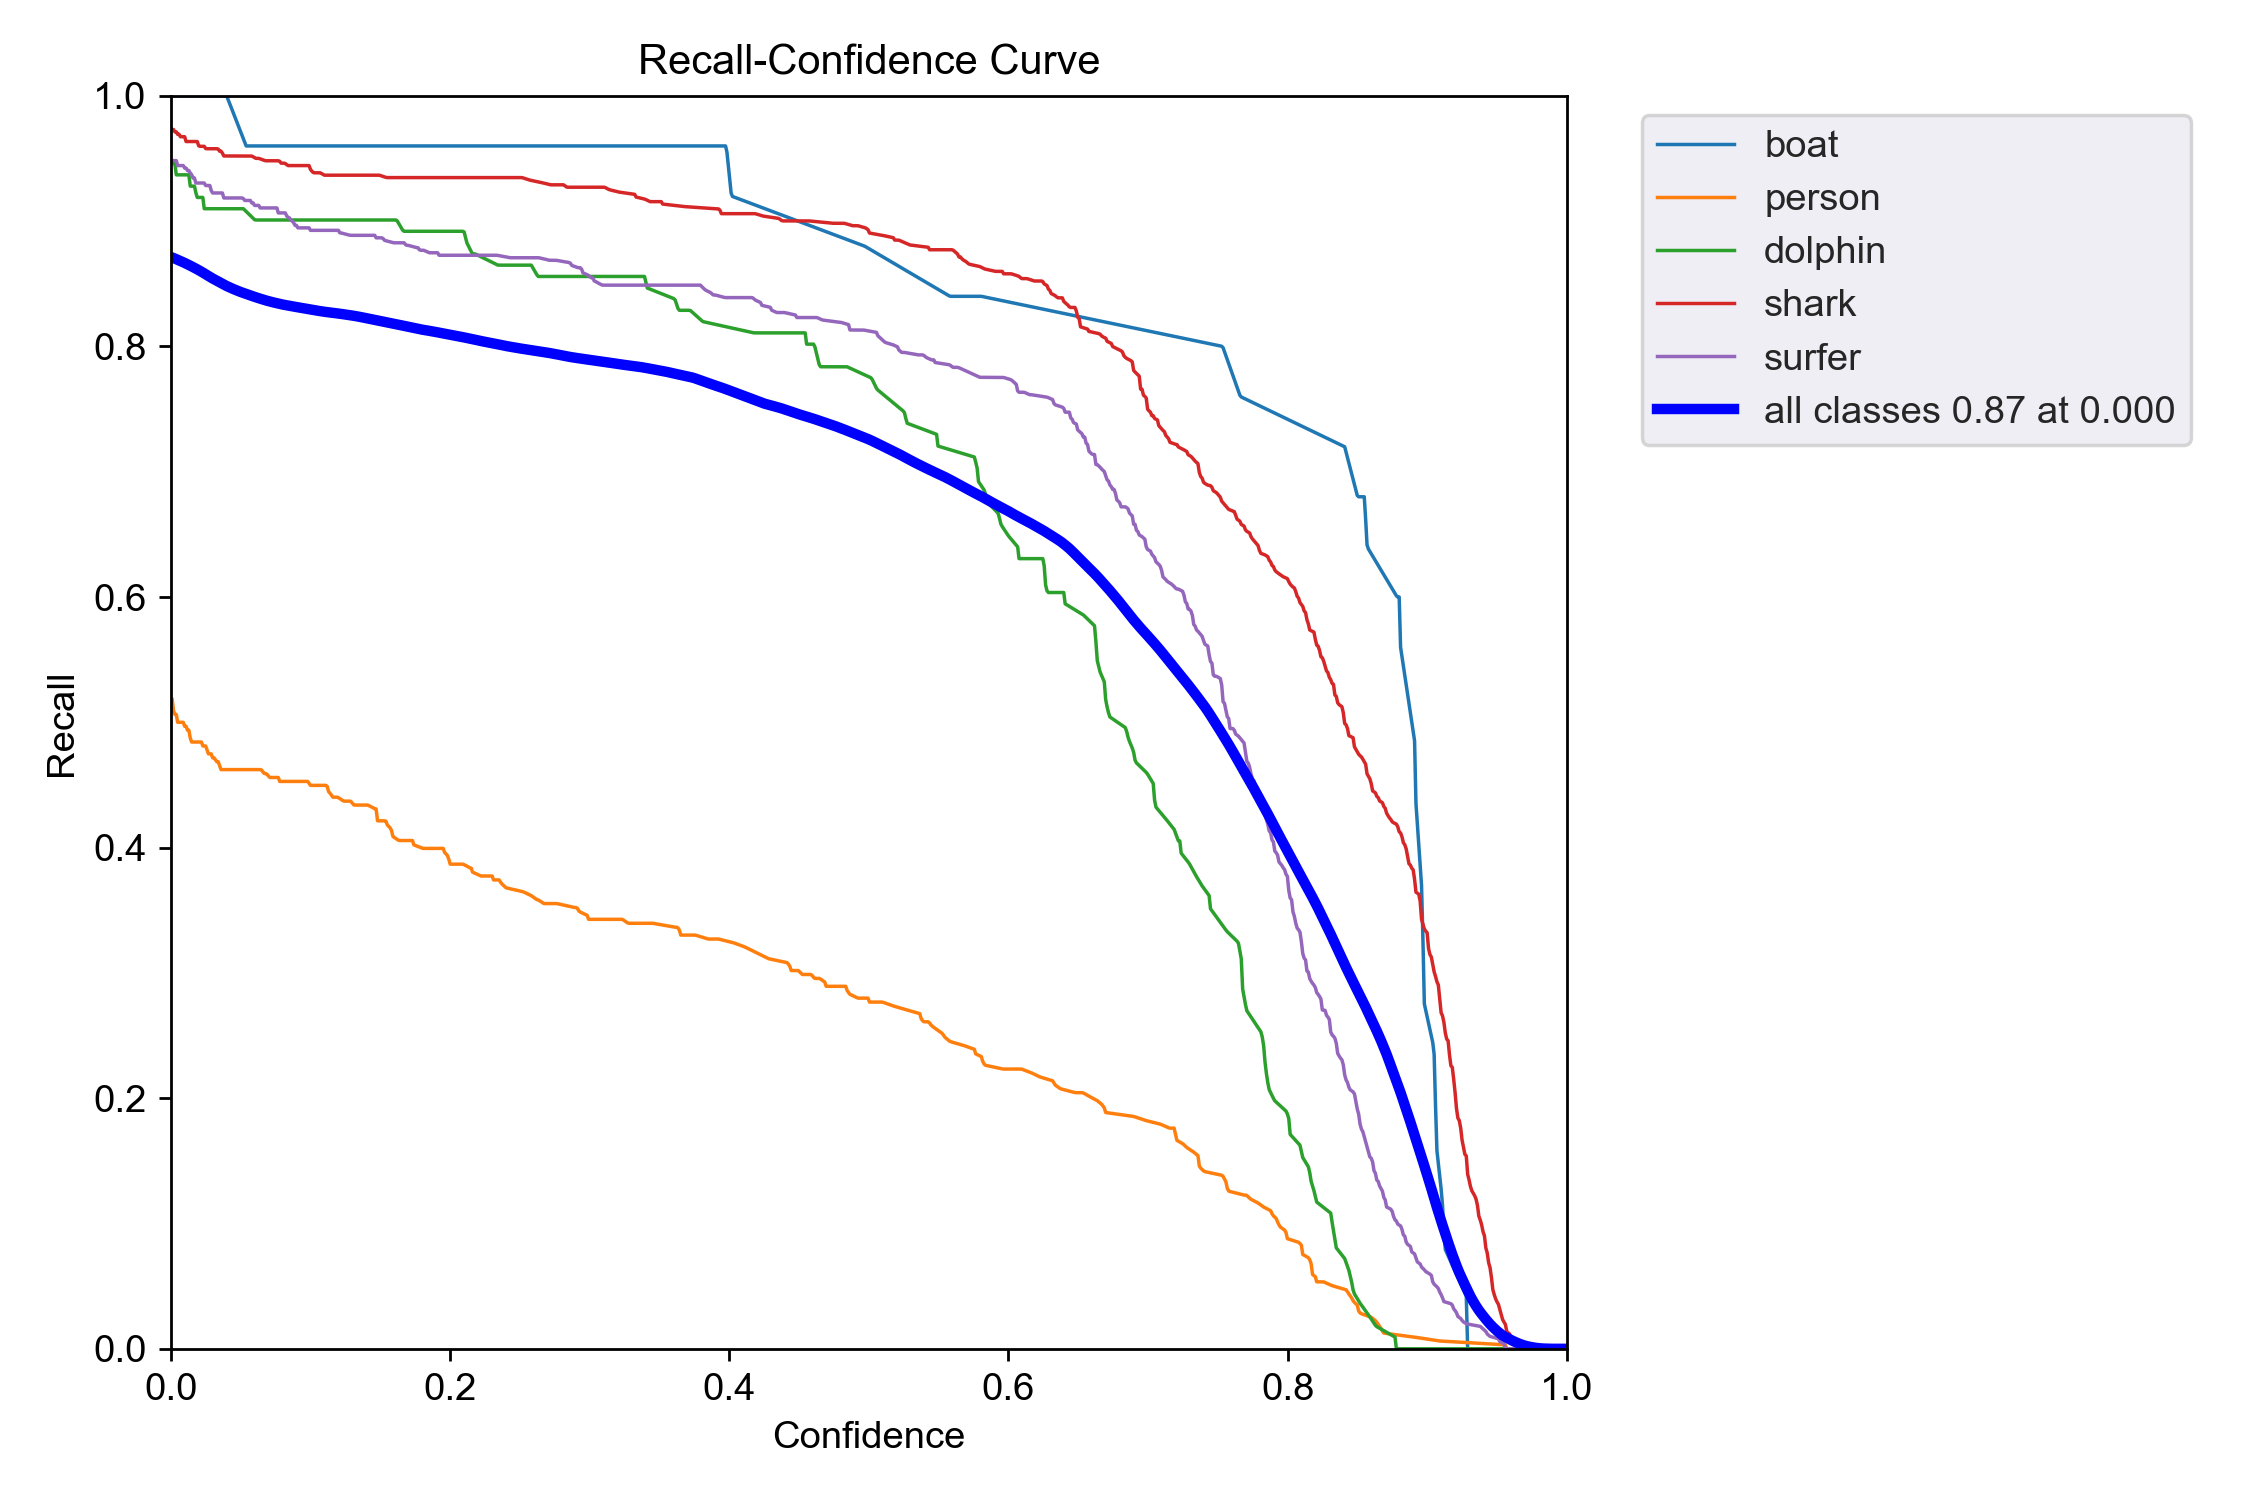 Recall-Confidence Curve
1.0
0.8
0.6
0.4
0.2
0.0
Recall
0.0 0.2 0.4 0.6 0.8 1.0
Confidence
boat
person
dolphin
shark
surfer
all classes 0.87 at 0.000